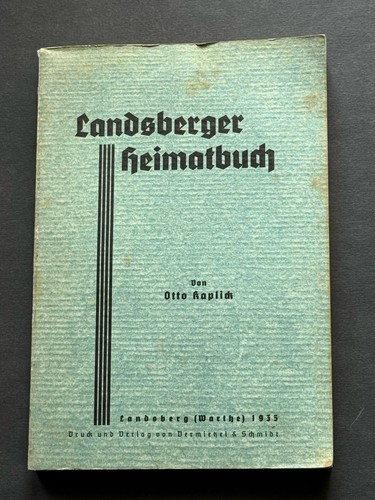 Landsberger
Heimatbuch
Von
Otto Kaplick
Landsberg (Warthe) 1935
Druck und Verlag von Dermietzel & Schmidt